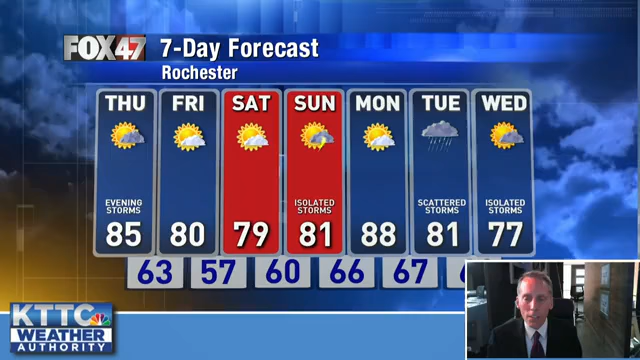 FOX47 7-Day Forecast
Rochester
THU FRI SAT SUN MON TUE WED
EVENING STORMS ISOLATED STORMS SCATTERED STORMS ISOLATED STORMS
85 80 79 81 88 81 77
63 57 60 66 67
KTTC
WEATHER
AUTHORITY